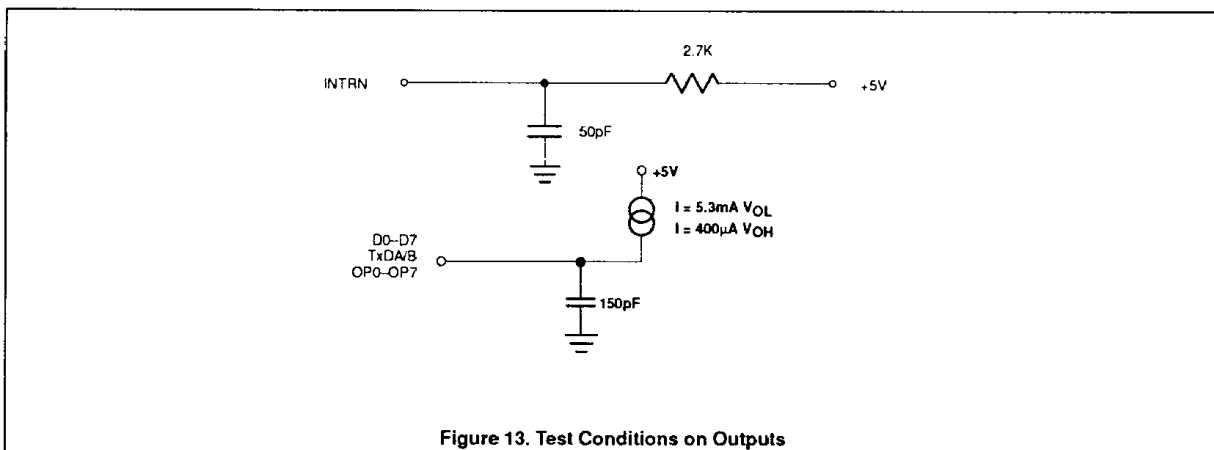 2.7K
INTRN
+5V
50pF
+5V
I = 5.3mA VOL
I = 400µA VOH
D0–D7
TxDA/B
OP0–OP7
150pF
Figure 13. Test Conditions on Outputs